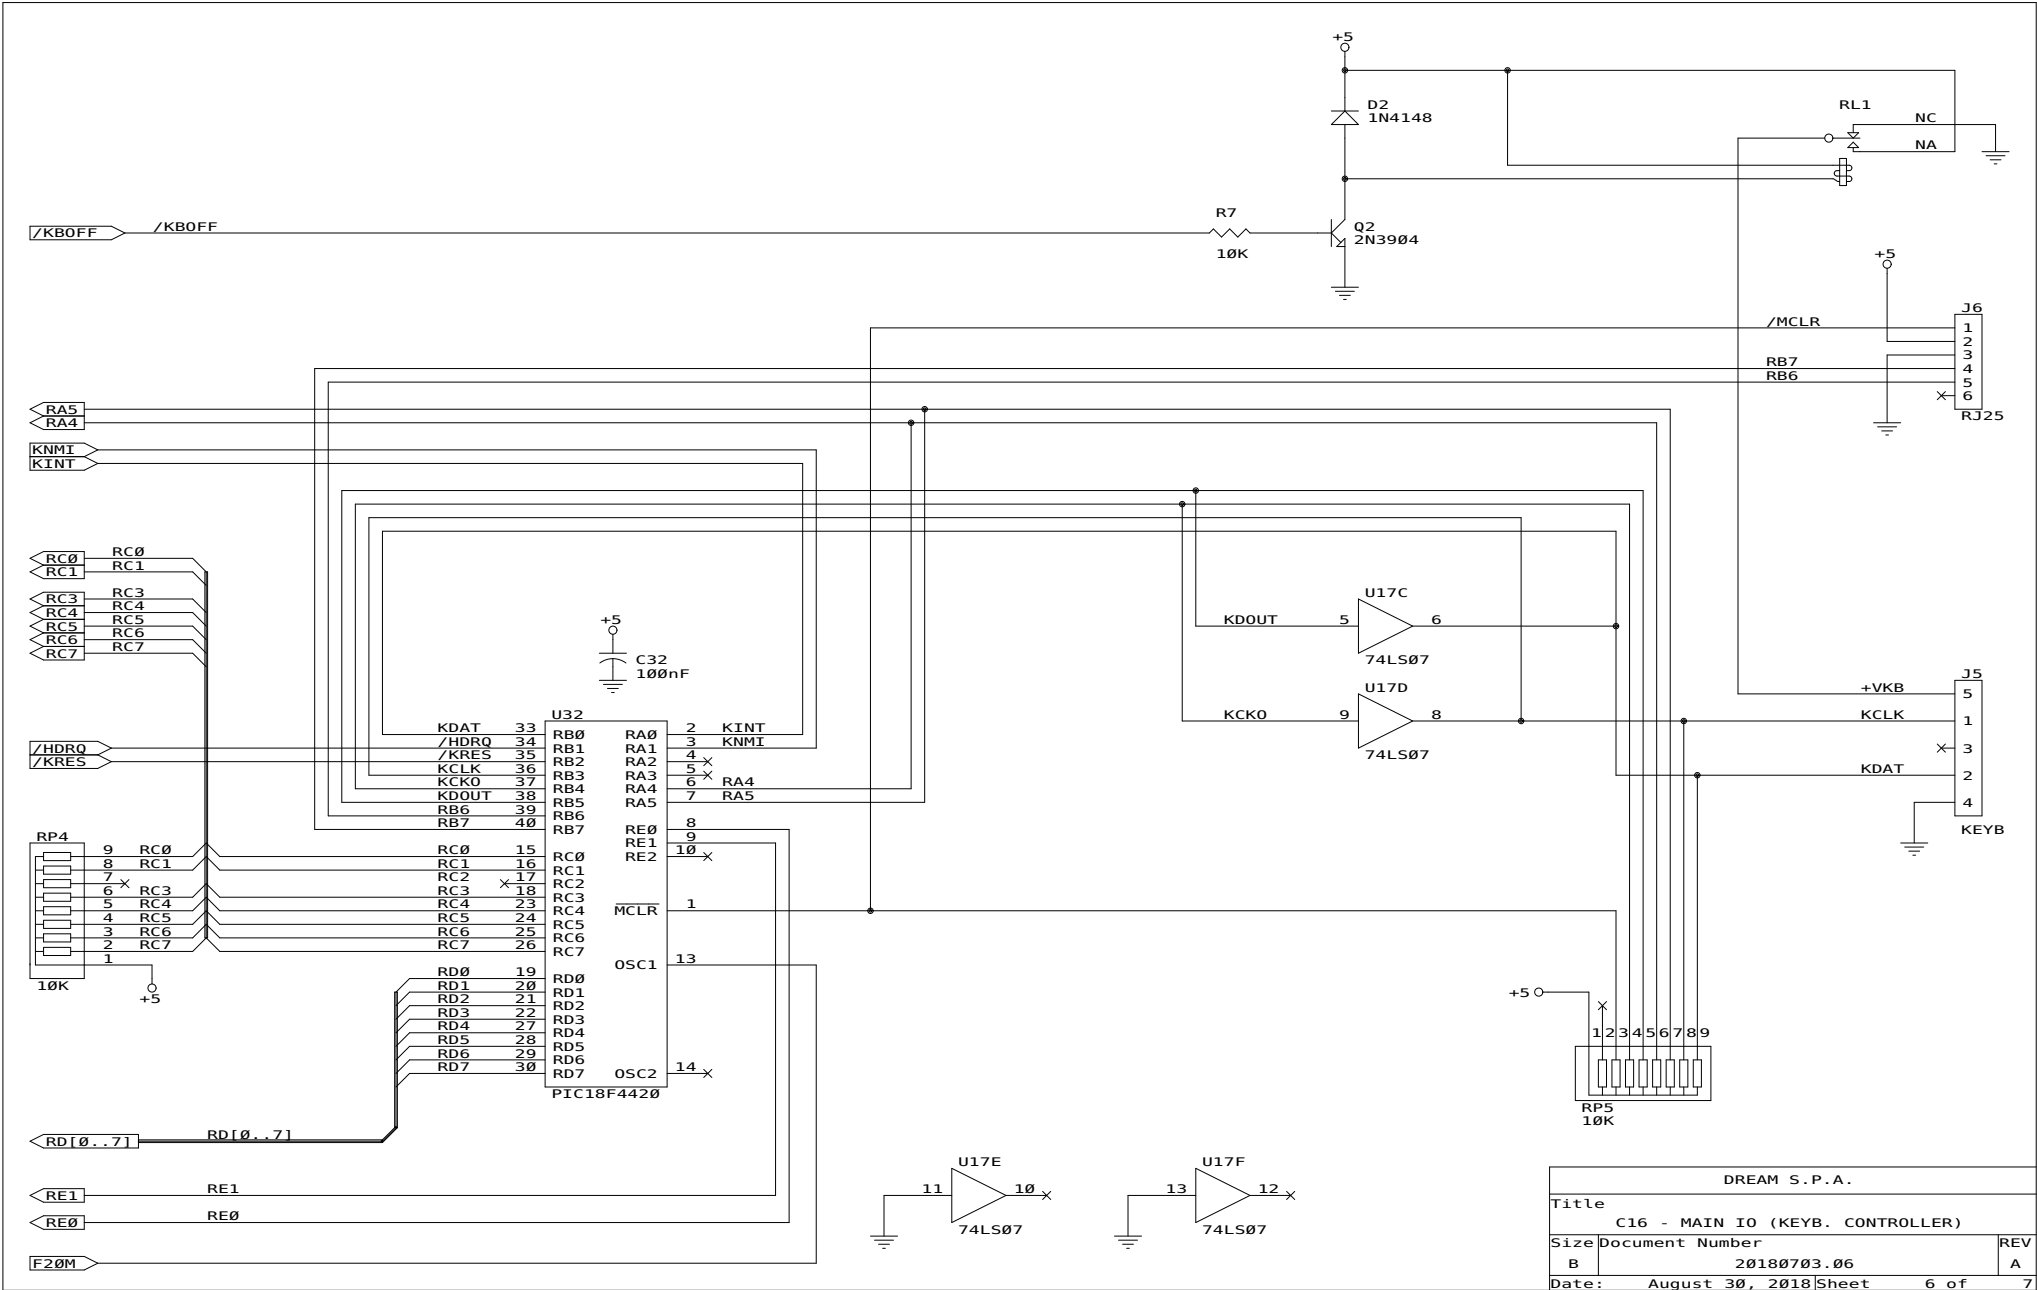 +5
D2
1N4148
RL1
NC
NA
/KBOFF /KBOFF
R7
10K
Q2
2N3904
+5
J6
/MCLR 1
2
3
RB7 4
RB6 5
6
RJ25
RA5
RA4
KNMI
KINT
RC0 RC0
RC1 RC1
RC3 RC3
RC4 RC4
RC5 RC5
RC6 RC6
RC7 RC7
+5
C32
100nF
U17C
KDOUT 5 6
74LS07
U17D
KCKO 9 8
74LS07
J5
+VKB 5
KCLK 1
3
KDAT 2
4
KEYB
/HDRQ
/KRES
U32
KDAT 33 RB0 RA0 2 KINT
/HDRQ 34 RB1 RA1 3 KNMI
/KRES 35 RB2 RA2 4
KCLK 36 RB3 RA3 5
KCKO 37 RB4 RA4 6 RA4
KDOUT 38 RB5 RA5 7 RA5
RB6 39 RB6
RB7 40 RB7 RE0 8
RE1 9
RC0 15 RC0 RE2 10
RC1 16 RC1
RC2 17 RC2
RC3 18 RC3
RC4 23 RC4 MCLR 1
RC5 24 RC5
RC6 25 RC6
RC7 26 RC7
OSC1 13
RD0 19 RD0
RD1 20 RD1
RD2 21 RD2
RD3 22 RD3
RD4 27 RD4
RD5 28 RD5
RD6 29 RD6
RD7 30 RD7 OSC2 14
PIC18F4420
RP4
9 RC0
8 RC1
7
6 RC3
5 RC4
4 RC5
3 RC6
2 RC7
1
10K
+5
+5
1 2 3 4 5 6 7 8 9
RP5
10K
RD[0..7] RD[0..7]
RE1 RE1
RE0 RE0
F20M
U17E
11 10
74LS07
U17F
13 12
74LS07
DREAM S.P.A.
Title
C16 - MAIN IO (KEYB. CONTROLLER)
Size Document Number REV
B 20180703.06 A
Date: August 30, 2018 Sheet 6 of 7